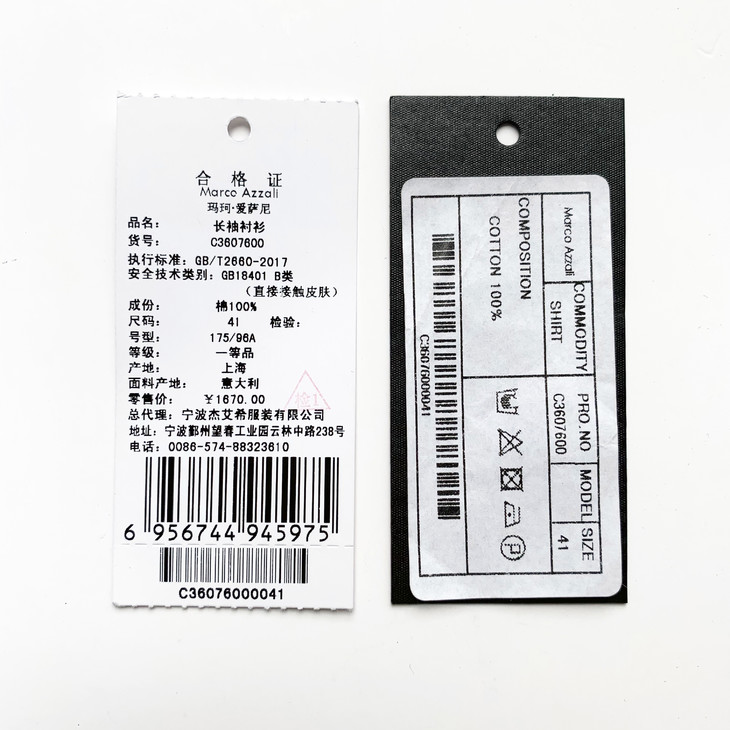 合 格 证
Marco Azzali
玛珂·爱萨尼
品名： 长袖衬衫
货号： C3607600
执行标准：GB/T2660-2017
安全技术类别：GB18401 B类
（直接接触皮肤）
成份： 棉100%
尺码： 41 检验：
号型： 175/96A
等级： 一等品
产地： 上海
面料产地： 意大利
零售价： ￥1670.00
检1
总代理：宁波杰艾希服装有限公司
地址：宁波鄞州望春工业园云林中路238号
电话：0086-574-88323610
6 956744 945975
C36076000041
Marco Azzali
COMMODITY
SHIRT
PRO.NO
C3607600
MODEL
SIZE
41
COMPOSITION
COTTON 100%
P
C36076000041